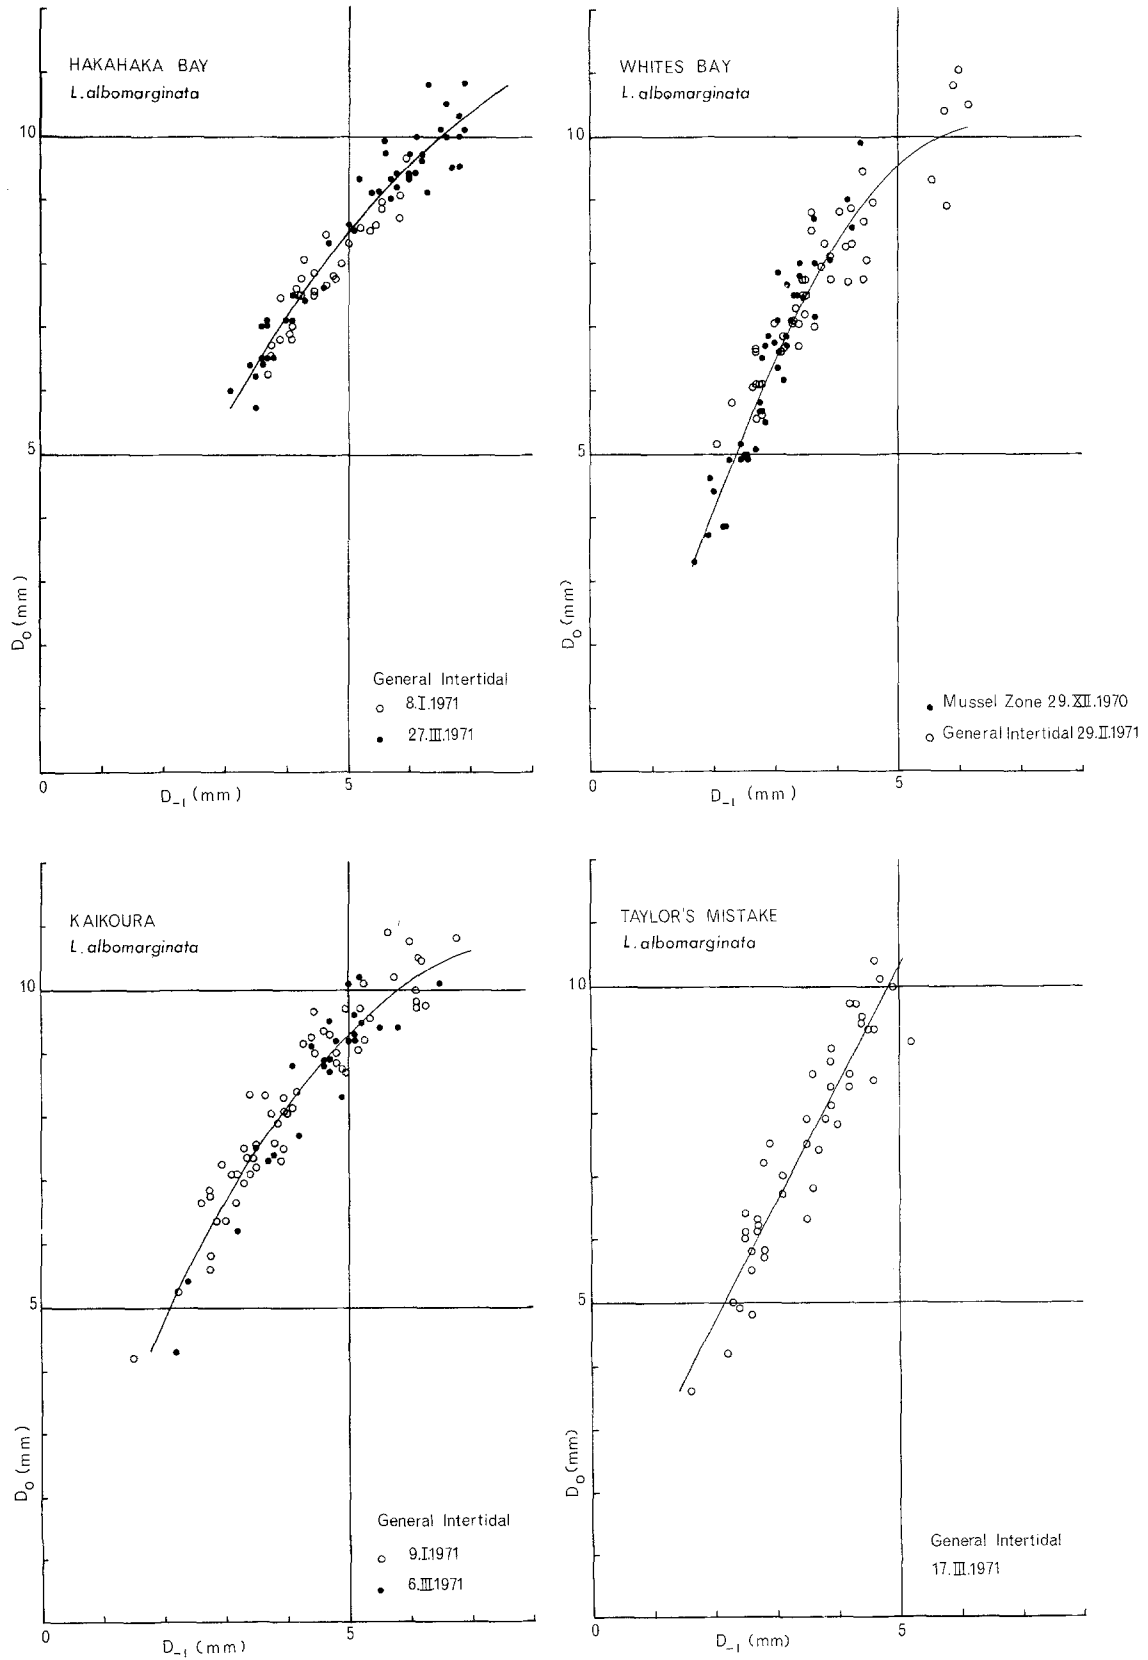 HAKAHAKA BAY
L. albomarginata
10
5
D₀ (mm)
General Intertidal
○ 8.I.1971
● 27.III.1971
0 5
D₋₁ (mm)
WHITES BAY
L. albomarginata
10
5
D₀ (mm)
● Mussel Zone 29.XII.1970
○ General Intertidal 29.II.1971
0 5
D₋₁ (mm)
KAIKOURA
L. albomarginata
10
5
D₀ (mm)
General Intertidal
○ 9.I.1971
● 6.III.1971
0 5
D₋₁ (mm)
TAYLOR'S MISTAKE
L. albomarginata
10
5
D₀ (mm)
General Intertidal
17.III.1971
0 5
D₋₁ (mm)